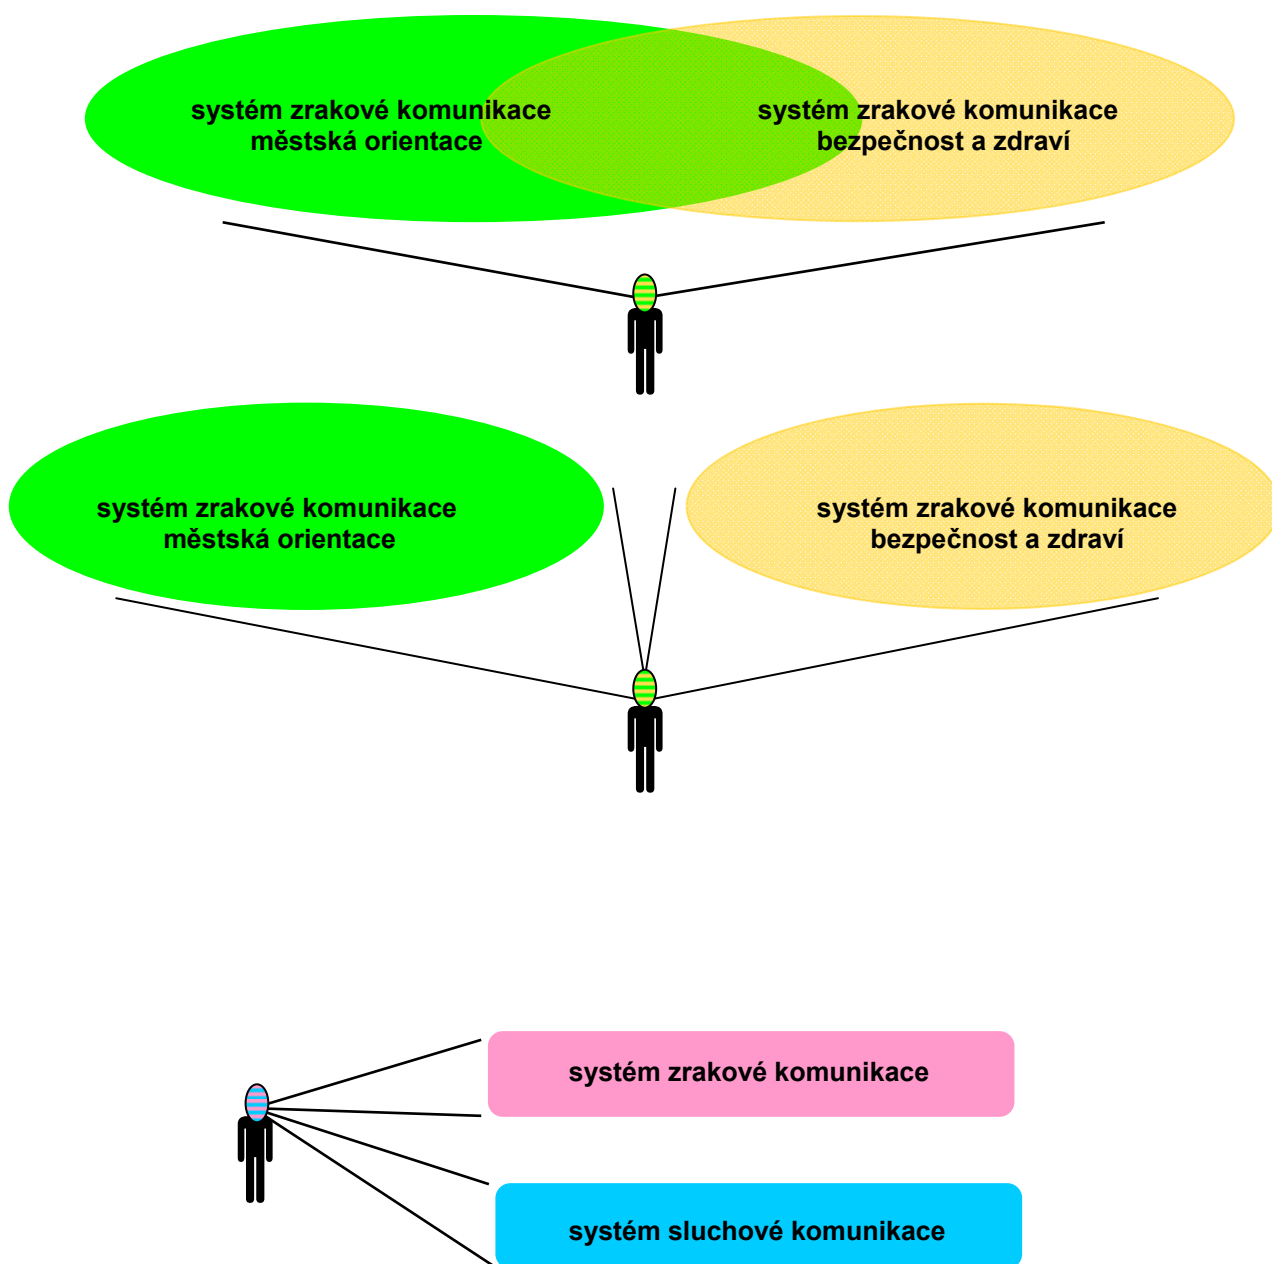 systém zrakové komunikace
městská orientace
systém zrakové komunikace
bezpečnost a zdraví
systém zrakové komunikace
městská orientace
systém zrakové komunikace
bezpečnost a zdraví
systém zrakové komunikace
systém sluchové komunikace